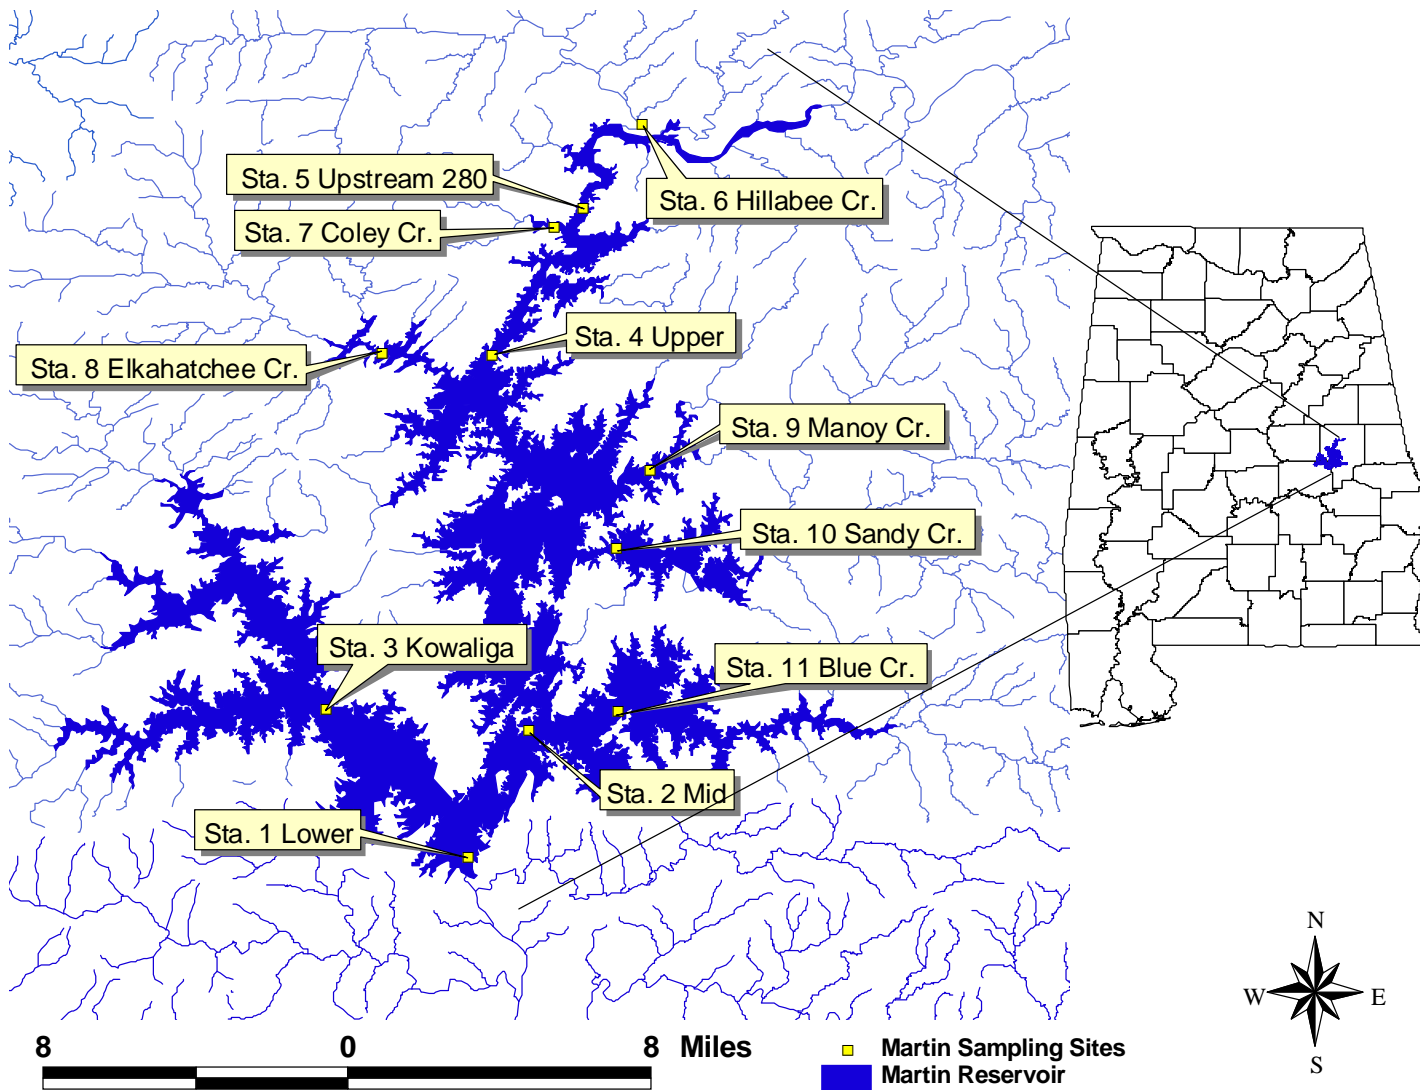 Sta. 5 Upstream 280
Sta. 6 Hillabee Cr.
Sta. 7 Coley Cr.
Sta. 4 Upper
Sta. 8 Elkahatchee Cr.
Sta. 9 Manoy Cr.
Sta. 10 Sandy Cr.
Sta. 3 Kowaliga
Sta. 11 Blue Cr.
Sta. 2 Mid
Sta. 1 Lower
N
W E
S
8 0 8 Miles
Martin Sampling Sites
Martin Reservoir